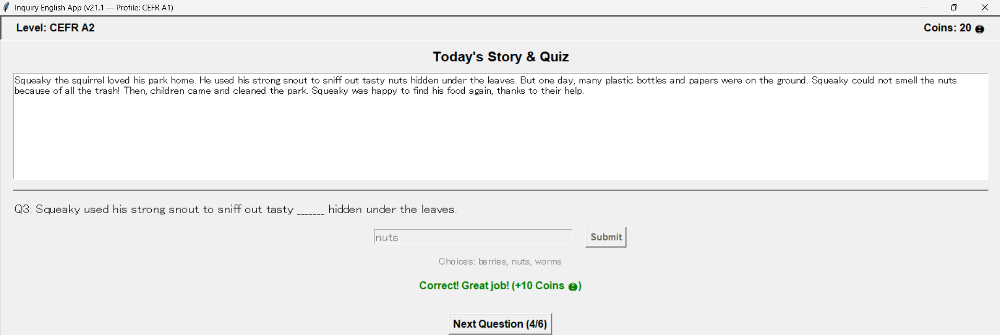 Inquiry English App (v21.1 — Profile: CEFR A1)
Level: CEFR A2
Coins: 20
Today's Story & Quiz
Squeaky the squirrel loved his park home. He used his strong snout to sniff out tasty nuts hidden under the leaves. But one day, many plastic bottles and papers were on the ground. Squeaky could not smell the nuts
because of all the trash! Then, children came and cleaned the park. Squeaky was happy to find his food again, thanks to their help.
Q3: Squeaky used his strong snout to sniff out tasty ______ hidden under the leaves.
nuts
Submit
Choices: berries, nuts, worms
Correct! Great job! (+10 Coins )
Next Question (4/6)